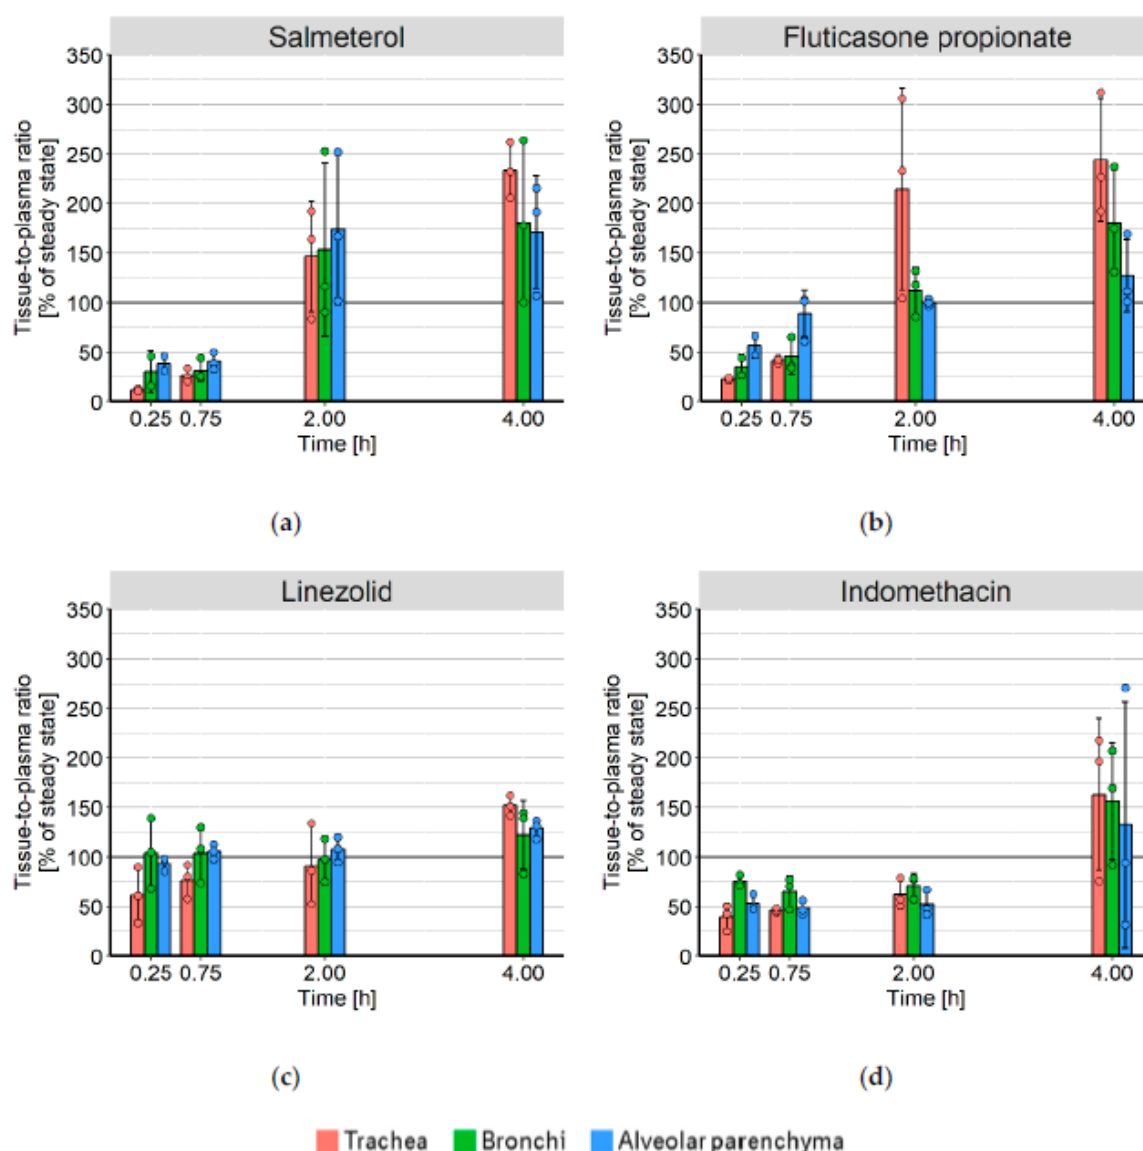 Salmeterol
Tissue-to-plasma ratio
[% of steady state]
350
300
250
200
150
100
50
0
0.25 0.75 2.00 4.00
Time [h]
(a)
Fluticasone propionate
Tissue-to-plasma ratio
[% of steady state]
350
300
250
200
150
100
50
0
0.25 0.75 2.00 4.00
Time [h]
(b)
Linezolid
Tissue-to-plasma ratio
[% of steady state]
350
300
250
200
150
100
50
0
0.25 0.75 2.00 4.00
Time [h]
(c)
Indomethacin
Tissue-to-plasma ratio
[% of steady state]
350
300
250
200
150
100
50
0
0.25 0.75 2.00 4.00
Time [h]
(d)
Trachea Bronchi Alveolar parenchyma